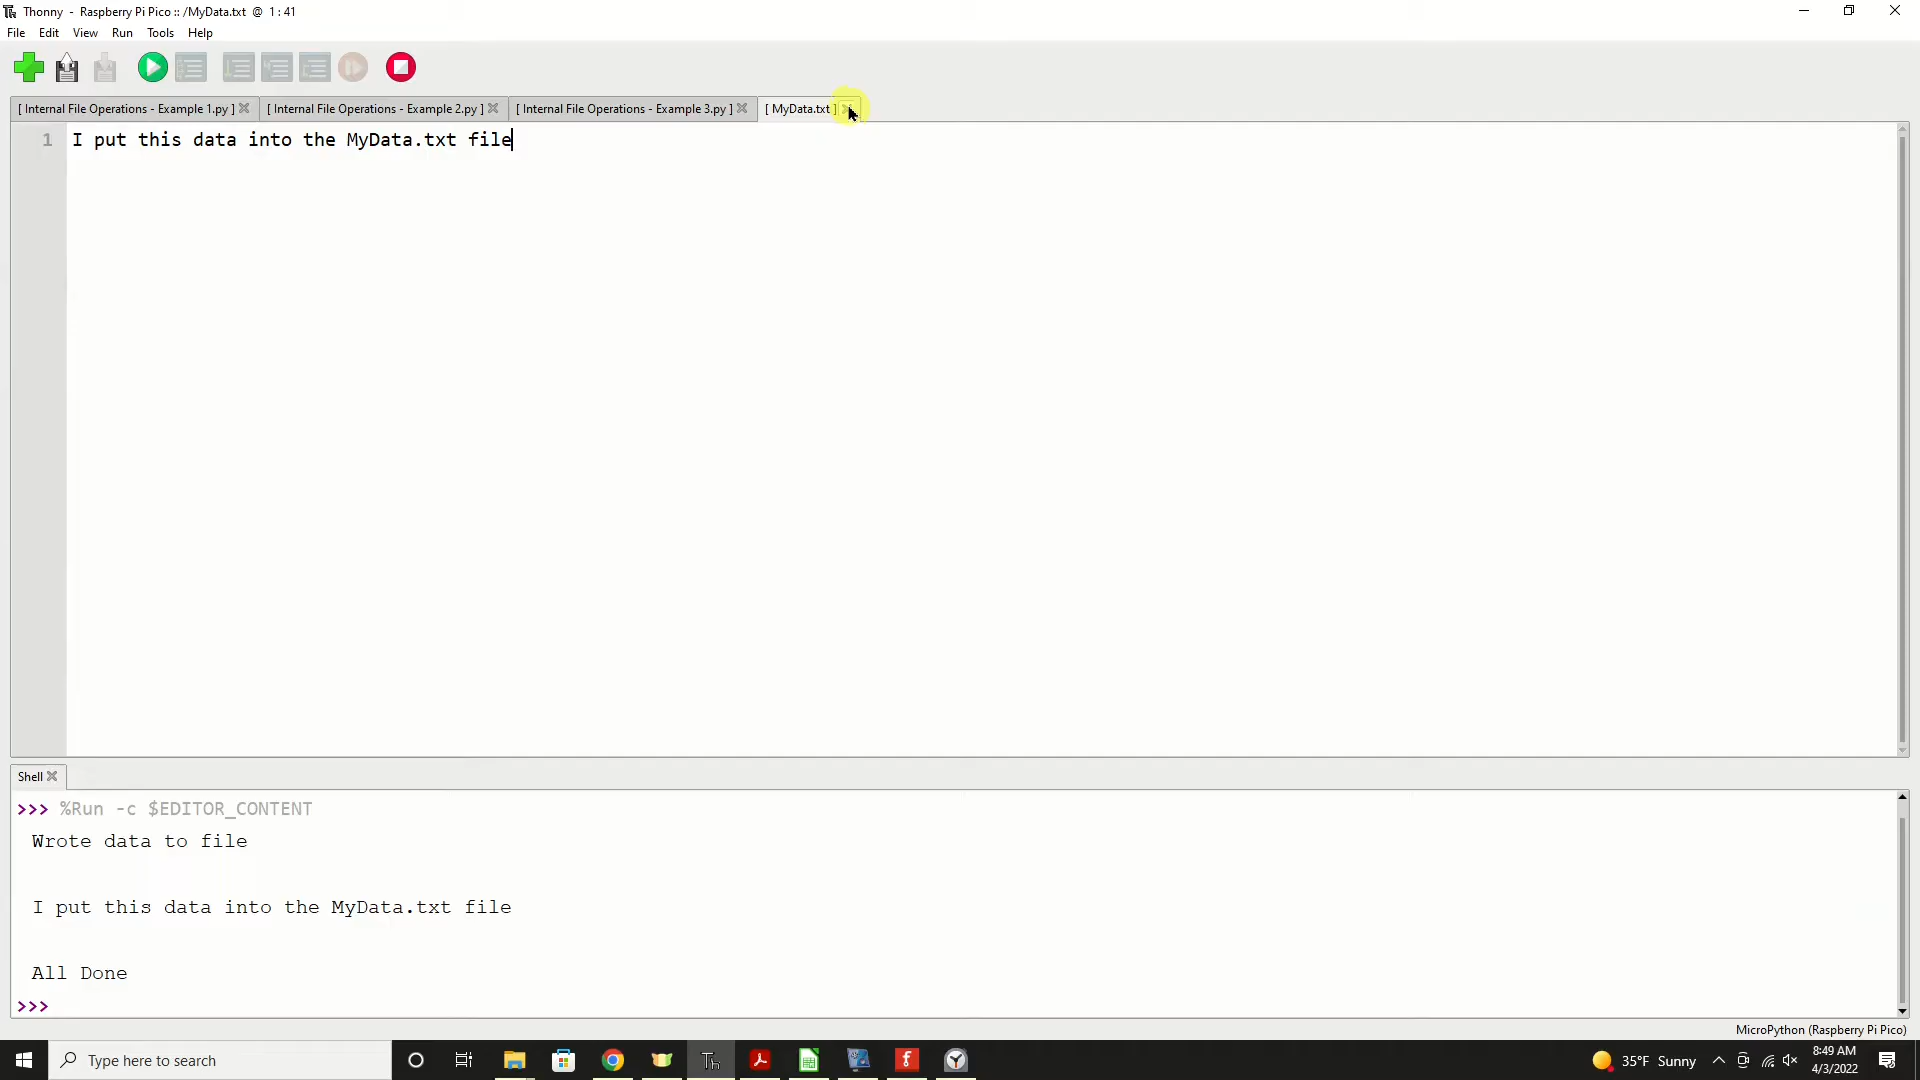 Thonny - Raspberry Pi Pico :: /MyData.txt @ 1 : 41
File Edit View Run Tools Help
[ Internal File Operations - Example 1.py ] [ Internal File Operations - Example 2.py ] [ Internal File Operations - Example 3.py ] [ MyData.txt ]
1 I put this data into the MyData.txt file
Shell
>>> %Run -c $EDITOR_CONTENT
Wrote data to file
I put this data into the MyData.txt file
All Done
>>>
MicroPython (Raspberry Pi Pico)
Type here to search
35°F Sunny
8:49 AM
4/3/2022